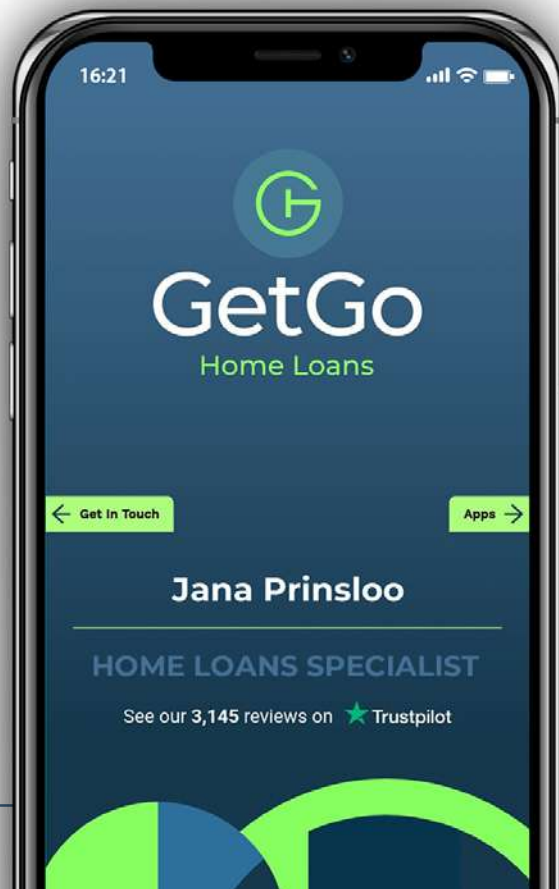 16:21
GetGo
Home Loans
Get In Touch
Apps
Jana Prinsloo
HOME LOANS SPECIALIST
See our 3,145 reviews on Trustpilot